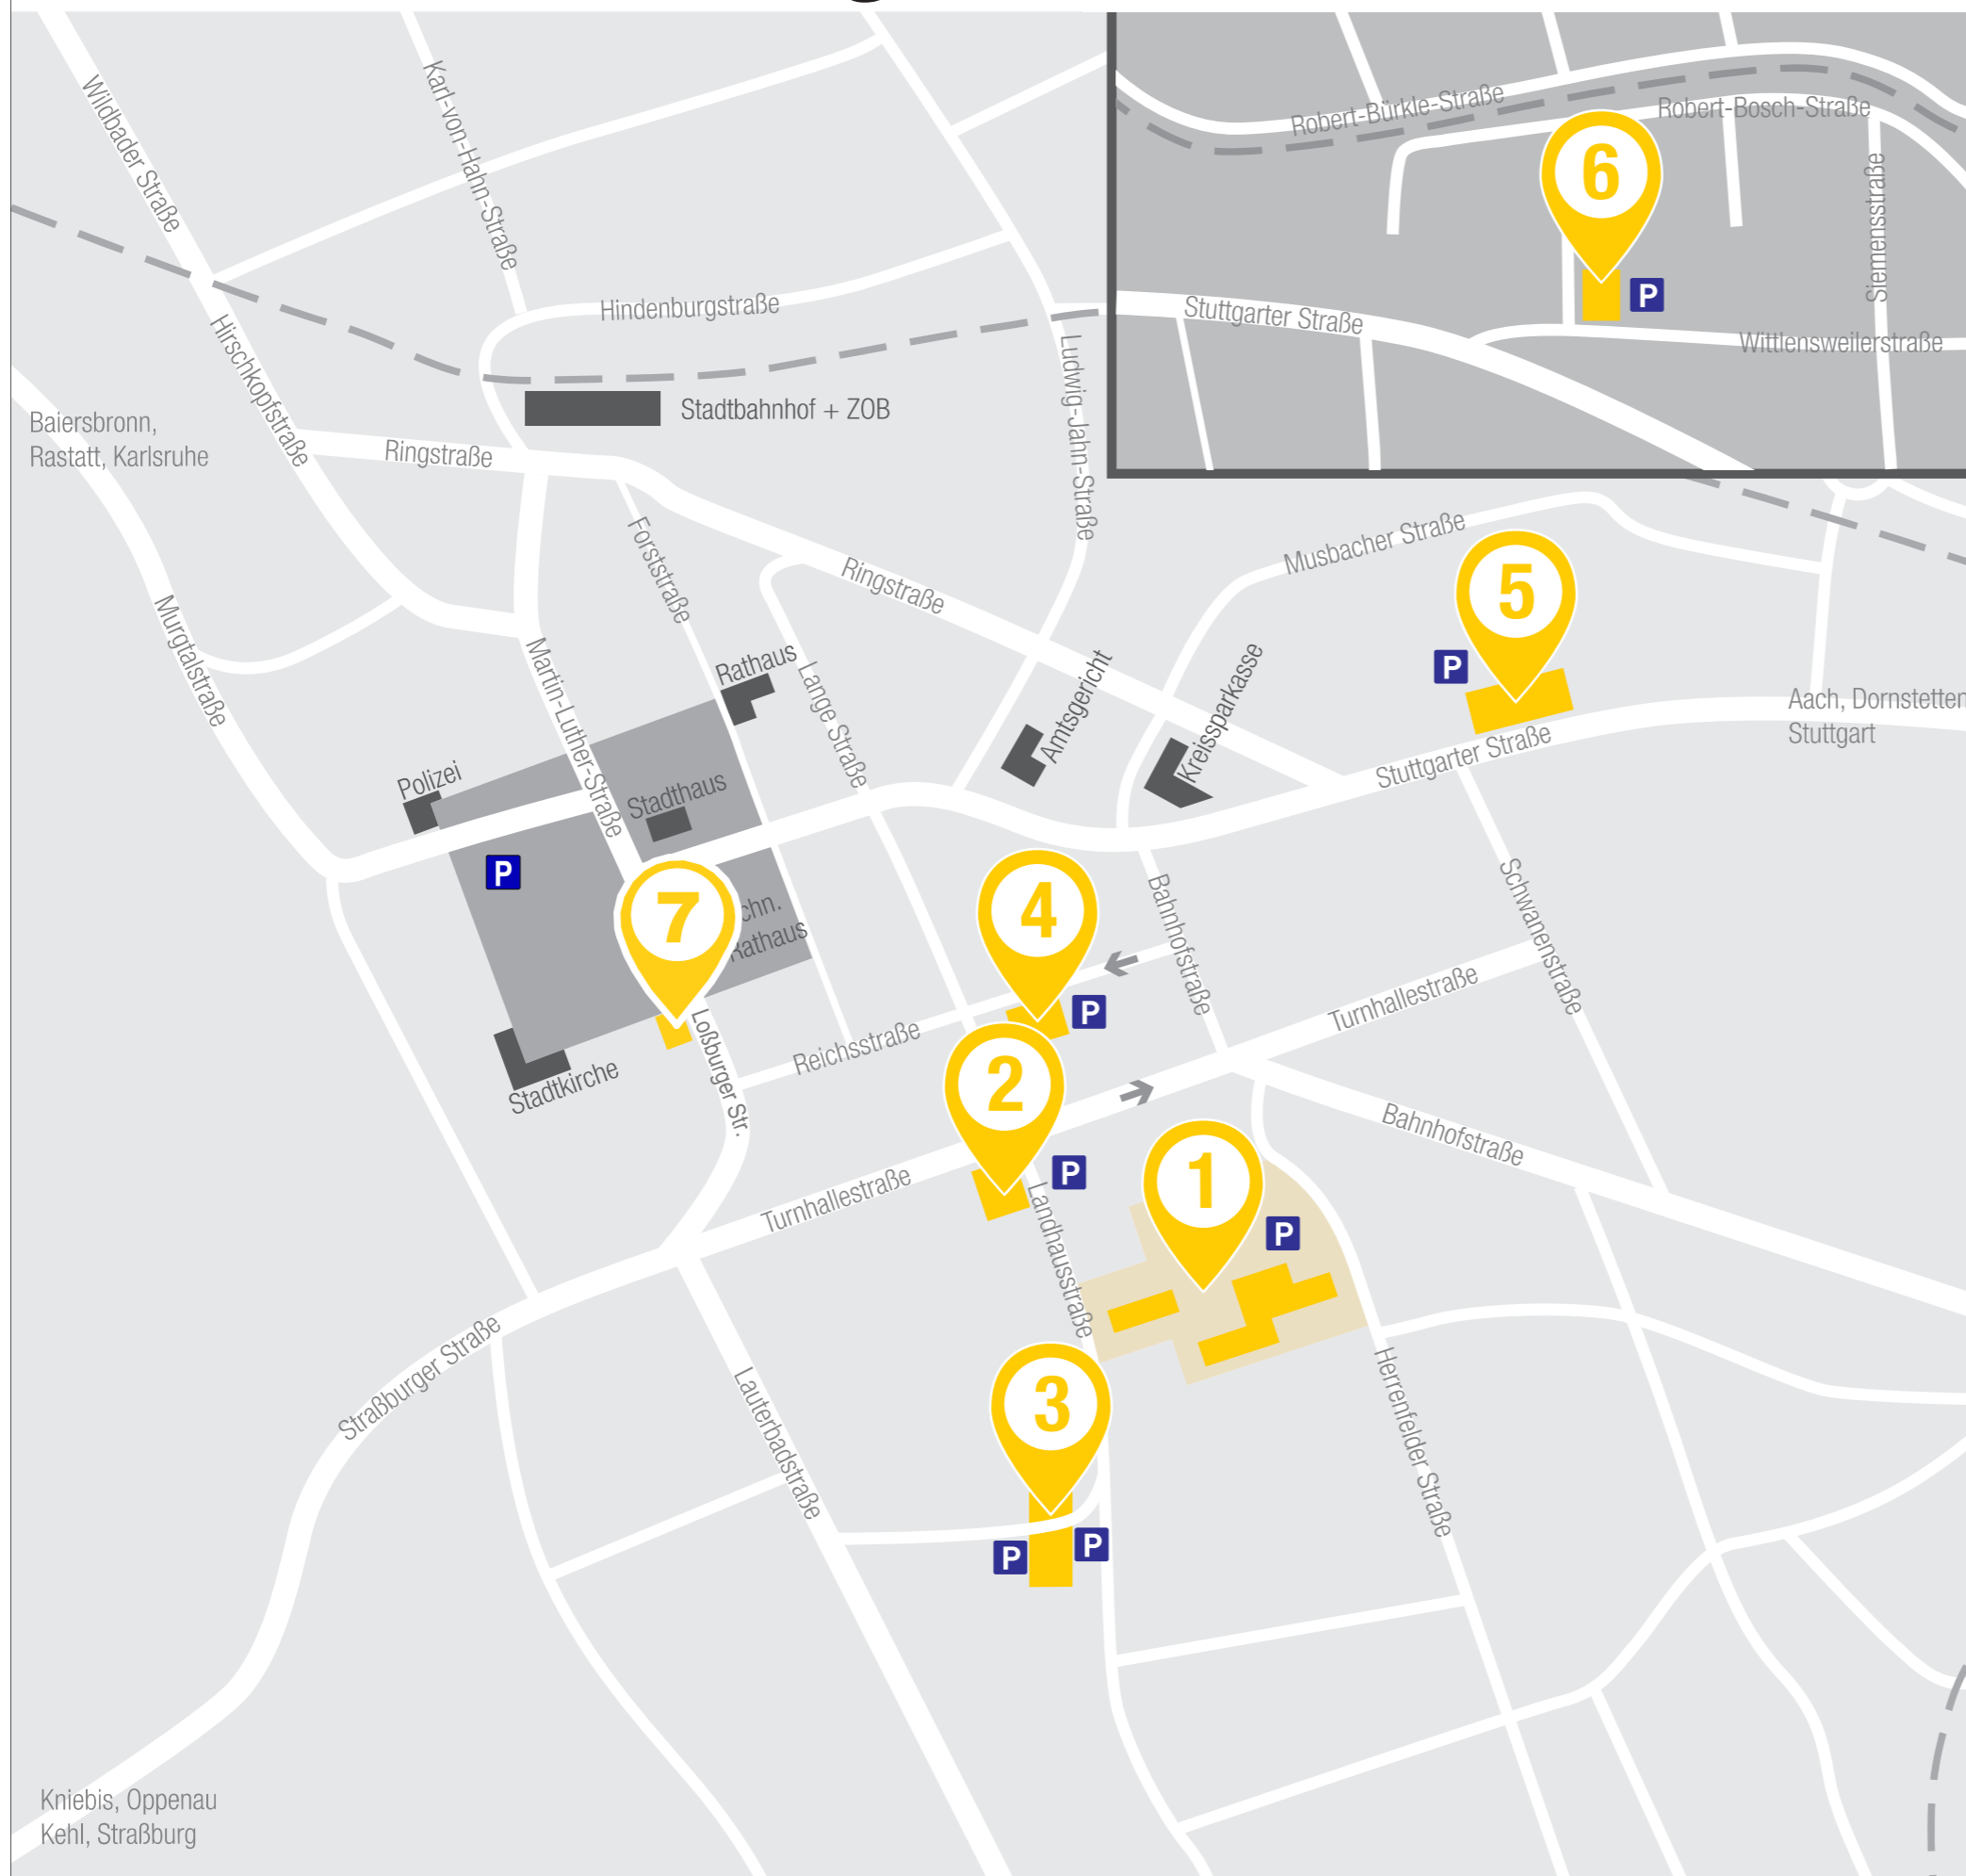 Wildbader Straße
Karl-von-Hahn-Straße
Robert-Bürkle-Straße
Robert-Bosch-Straße
6
P
Siemensstraße
Stuttgarter Straße
Wittlensweilerstraße
Hindenburgstraße
Hirschkopfstraße
Ludwig-Jahn-Straße
Stadtbahnhof + ZOB
Baiersbronn,
Rastatt, Karlsruhe
Ringstraße
Forststraße
Musbacher Straße
Ringstraße
5
P
Murgtalstraße
Martin-Luther-Straße
Rathaus
Lange Straße
Amtsgericht
Kreissparkasse
Aach, Dornstetten
Stuttgart
Stuttgarter Straße
Polizei
Stadthaus
P
7
chn.
Rathaus
4
P
Bahnhofstraße
Schwanenstraße
Turnhallestraße
Loßburger Str.
Reichsstraße
Stadtkirche
2
P
Bahnhofstraße
Turnhallestraße
Landhausstraße
1
P
Straßburger Straße
Lauterbadstraße
3
P
P
Herrenfelder Straße
Kniebis, Oppenau
Kehl, Straßburg